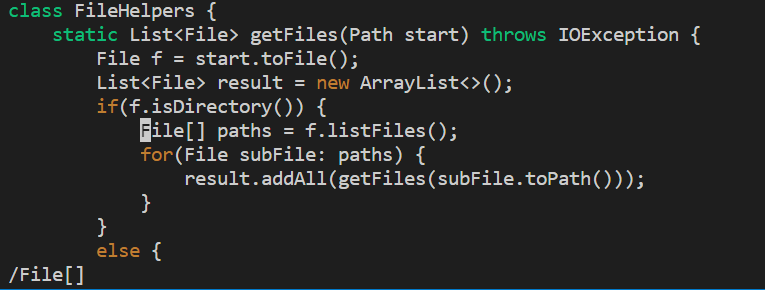 class FileHelpers {
    static List<File> getFiles(Path start) throws IOException {
        File f = start.toFile();
        List<File> result = new ArrayList<>();
        if(f.isDirectory()) {
            File[] paths = f.listFiles();
            for(File subFile: paths) {
                result.addAll(getFiles(subFile.toPath()));
            }
        }
        else {
/File[]